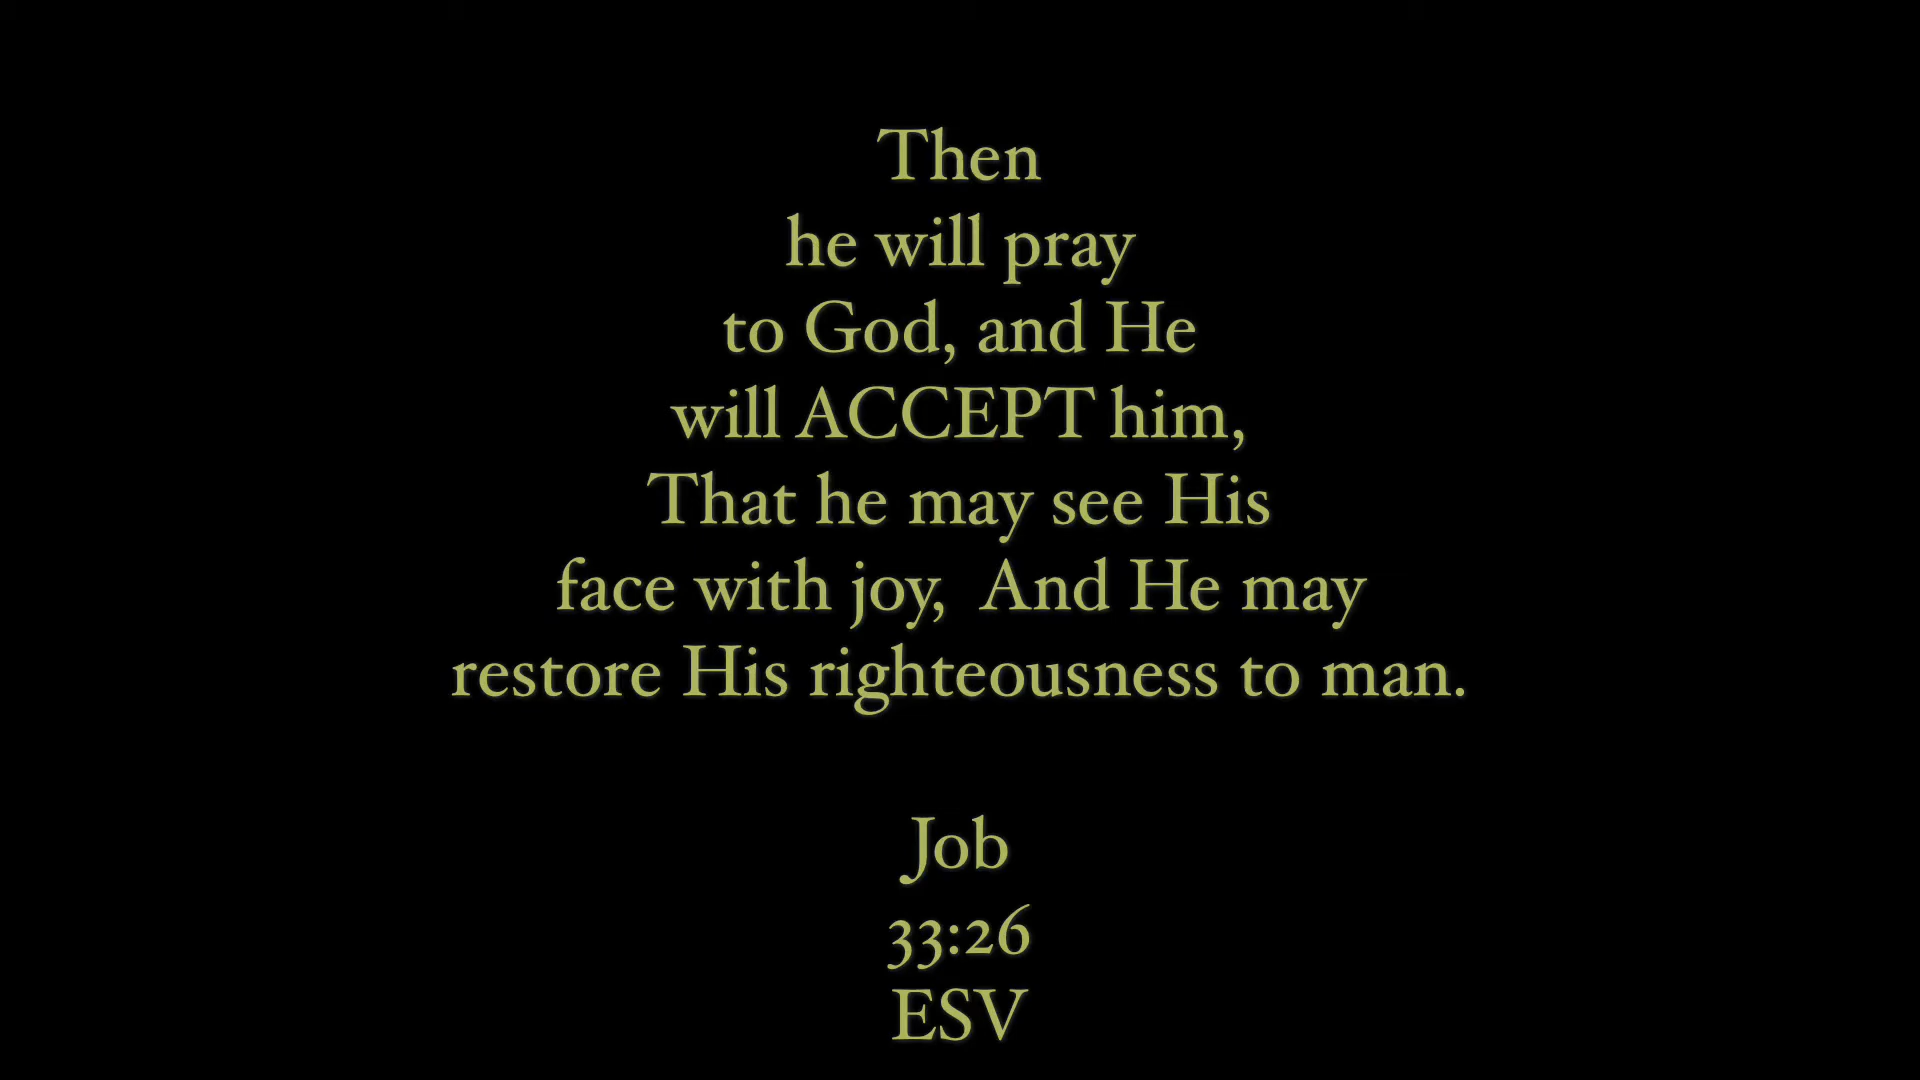 Then
he will pray
to God, and He
will ACCEPT him,
That he may see His
face with joy,  And He may
restore His righteousness to man.
Job
33:26
ESV